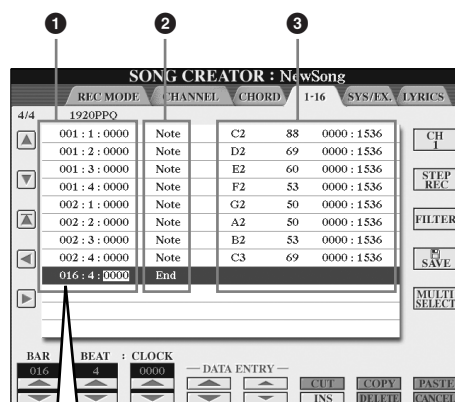 1 2 3
SONG CREATOR : NewSong
REC MODE CHANNEL CHORD 1-16 SYS/EX. LYRICS
4/4 1920PPQ
001 : 1 : 0000 Note C2 88 0000 : 1536
001 : 2 : 0000 Note D2 69 0000 : 1536
001 : 3 : 0000 Note E2 60 0000 : 1536
001 : 4 : 0000 Note F2 53 0000 : 1536
002 : 1 : 0000 Note G2 50 0000 : 1536
002 : 2 : 0000 Note A2 50 0000 : 1536
002 : 3 : 0000 Note B2 53 0000 : 1536
002 : 4 : 0000 Note C3 69 0000 : 1536
016 : 4 : 0000 End
CH
1
STEP
REC
FILTER
SAVE
MULTI
SELECT
BAR BEAT : CLOCK
016 4 0000 DATA ENTRY
CUT COPY PASTE
INS DELETE CANCEL